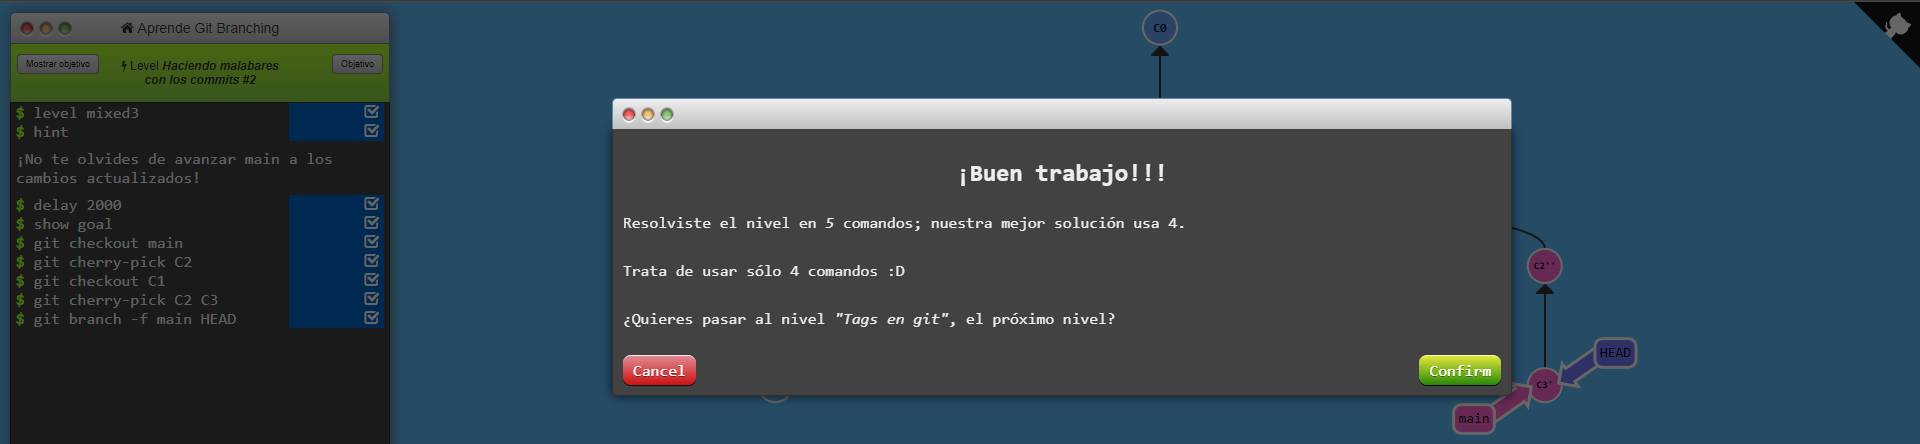 Aprende Git Branching
Mostrar objetivo
Level Haciendo malabares
con los commits #2
Objetivo
$ level mixed3
$ hint
¡No te olvides de avanzar main a los
cambios actualizados!
$ delay 2000
$ show goal
$ git checkout main
$ git cherry-pick C2
$ git checkout C1
$ git cherry-pick C2 C3
$ git branch -f main HEAD
C0
¡Buen trabajo!!!
Resolviste el nivel en 5 comandos; nuestra mejor solución usa 4.
Trata de usar sólo 4 comandos :D
¿Quieres pasar al nivel "Tags en git", el próximo nivel?
Cancel
Confirm
C2''
HEAD
C3'
main